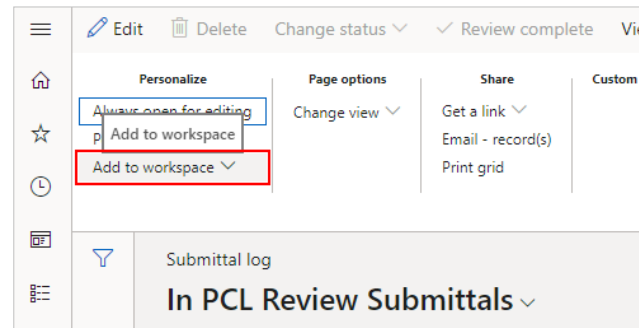 Edit Delete Change status Review complete
Personalize Page options Share Custom
Always open for editing Change view Get a link
Add to workspace Email - record(s)
Add to workspace Print grid
Submittal log
In PCL Review Submittals